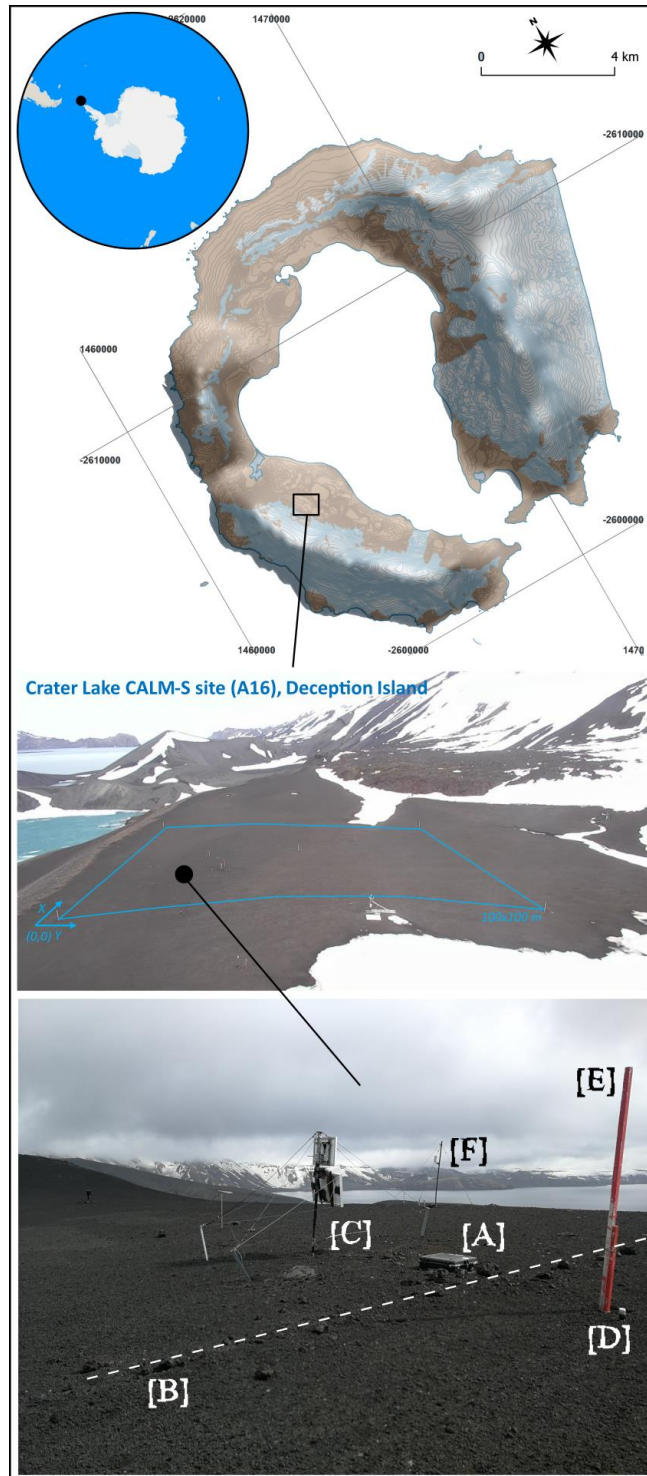 -2620000
1470000
N
0
4 km
-2610000
1460000
-2610000
-2600000
1460000
-2600000
1470
Crater Lake CALM-S site (A16), Deception Island
X
(0,0) Y
100x100 m
[E]
[F]
[C]
[A]
[D]
[B]